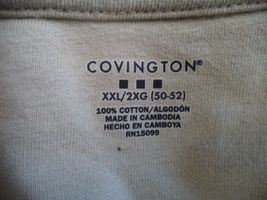 COVINGTON®
XXL/2XG (50-52)
100% COTTON/ALGODÓN
MADE IN CAMBODIA
HECHO EN CAMBOYA
RN15099